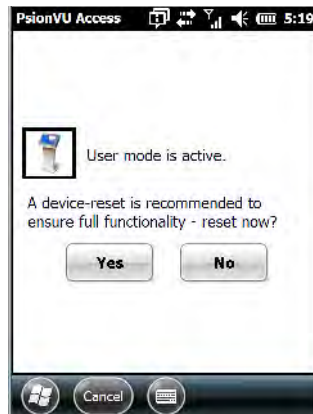 PsionVU Access 5:19
User mode is active.
A device-reset is recommended to
ensure full functionality - reset now?
Yes No
Cancel